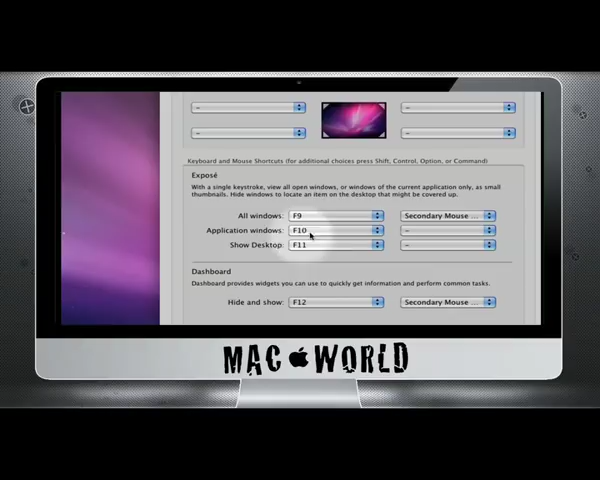 –
–
–
–
Keyboard and Mouse Shortcuts (for additional choices press Shift, Control, Option, or Command)
Exposé
With a single keystroke, view all open windows, or windows of the current application only, as small
thumbnails. Hide windows to locate an item on the desktop that might be covered up.
All windows: F9 Secondary Mouse ...
Application windows: F10 –
Show Desktop: F11 –
Dashboard
Dashboard provides widgets you can use to quickly get information and perform common tasks.
Hide and show: F12 Secondary Mouse ...
MAC WORLD